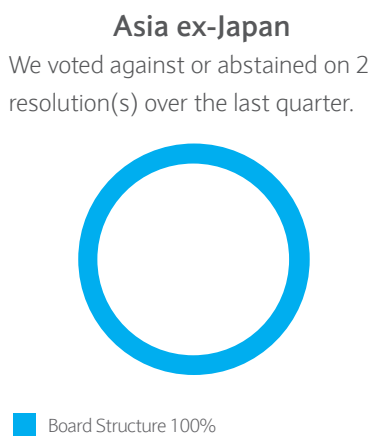 Asia ex-Japan
We voted against or abstained on 2
resolution(s) over the last quarter.
Board Structure 100%